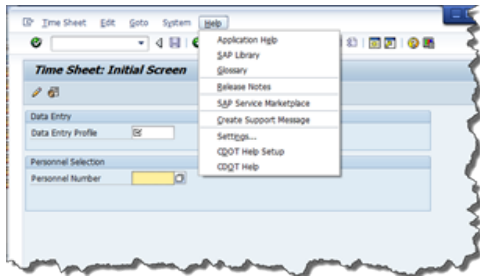 Time Sheet Edit Goto System Help
Application Help
SAP Library
Glossary
Release Notes
SAP Service Marketplace
Create Support Message
Settings...
CDOT Help Setup
CDOT Help
Time Sheet: Initial Screen
Data Entry
Data Entry Profile
Personnel Selection
Personnel Number